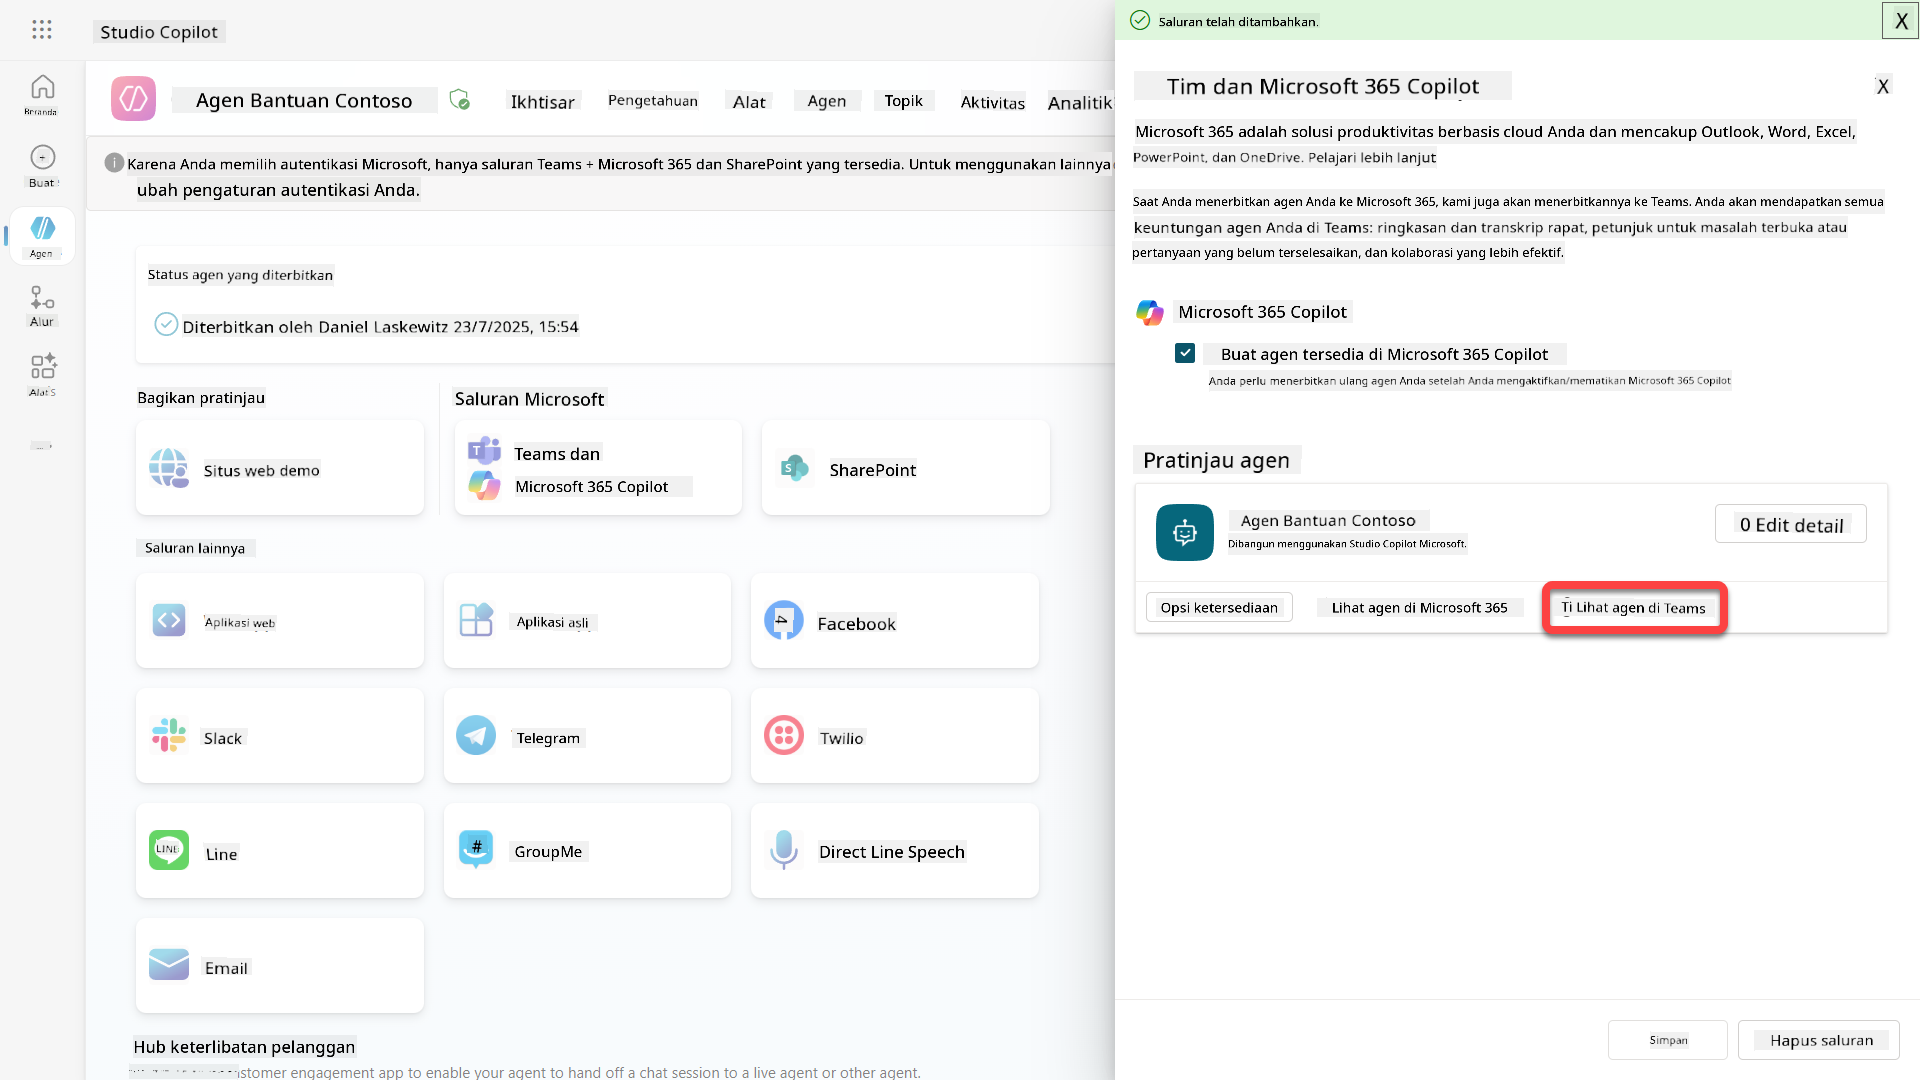 Studio Copilot
Saluran telah ditambahkan.
X
Beranda
Buat
Agen
Alur
Alat
Agen Bantuan Contoso
Ikhtisar
Pengetahuan
Alat
Agen
Topik
Aktivitas
Analitik
Karena Anda memilih autentikasi Microsoft, hanya saluran Teams + Microsoft 365 dan SharePoint yang tersedia. Untuk menggunakan lainnya
ubah pengaturan autentikasi Anda.
Status agen yang diterbitkan
Diterbitkan oleh Daniel Laskewitz 23/7/2025, 15:54
Bagikan pratinjau
Saluran Microsoft
Situs web demo
Teams dan
Microsoft 365 Copilot
SharePoint
Saluran lainnya
Aplikasi web
Aplikasi asli
Facebook
Slack
Telegram
Twilio
LINE
Line
#
GroupMe
Direct Line Speech
Email
Hub keterlibatan pelanggan
customer engagement app to enable your agent to hand off a chat session to a live agent or other agent.
Tim dan Microsoft 365 Copilot
X
Microsoft 365 adalah solusi produktivitas berbasis cloud Anda dan mencakup Outlook, Word, Excel,
PowerPoint, dan OneDrive. Pelajari lebih lanjut
Saat Anda menerbitkan agen Anda ke Microsoft 365, kami juga akan menerbitkannya ke Teams. Anda akan mendapatkan semua
keuntungan agen Anda di Teams: ringkasan dan transkrip rapat, petunjuk untuk masalah terbuka atau
pertanyaan yang belum terselesaikan, dan kolaborasi yang lebih efektif.
Microsoft 365 Copilot
Buat agen tersedia di Microsoft 365 Copilot
Anda perlu menerbitkan ulang agen Anda setelah Anda mengaktifkan/mematikan Microsoft 365 Copilot
Pratinjau agen
Agen Bantuan Contoso
Dibangun menggunakan Studio Copilot Microsoft.
0 Edit detail
Opsi ketersediaan
Lihat agen di Microsoft 365
Ti Lihat agen di Teams
Simpan
Hapus saluran